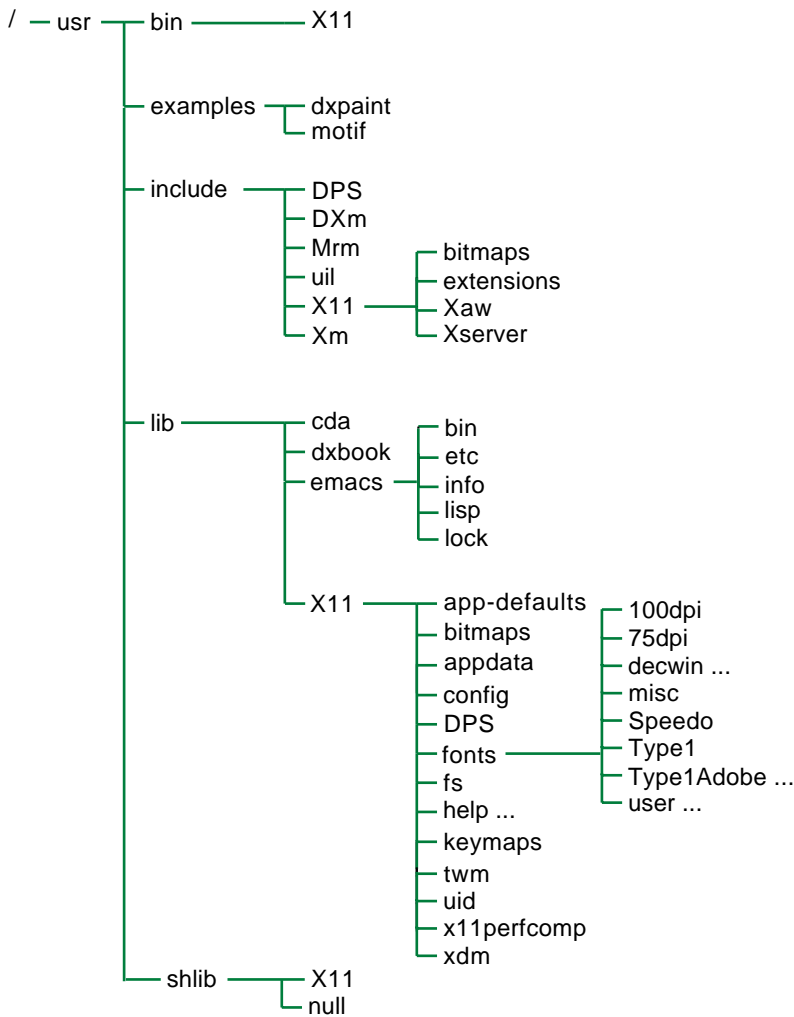 / usr bin X11
examples dxpaint
motif
include DPS
DXm
Mrm bitmaps
uil extensions
X11 Xaw
Xm Xserver
lib cda bin
dxbook etc
emacs info
lisp
lock
X11 app-defaults 100dpi
bitmaps 75dpi
appdata decwin ...
config misc
DPS Speedo
fonts Type1
fs Type1Adobe ...
help ... user ...
keymaps
twm
uid
x11perfcomp
xdm
shlib X11
null